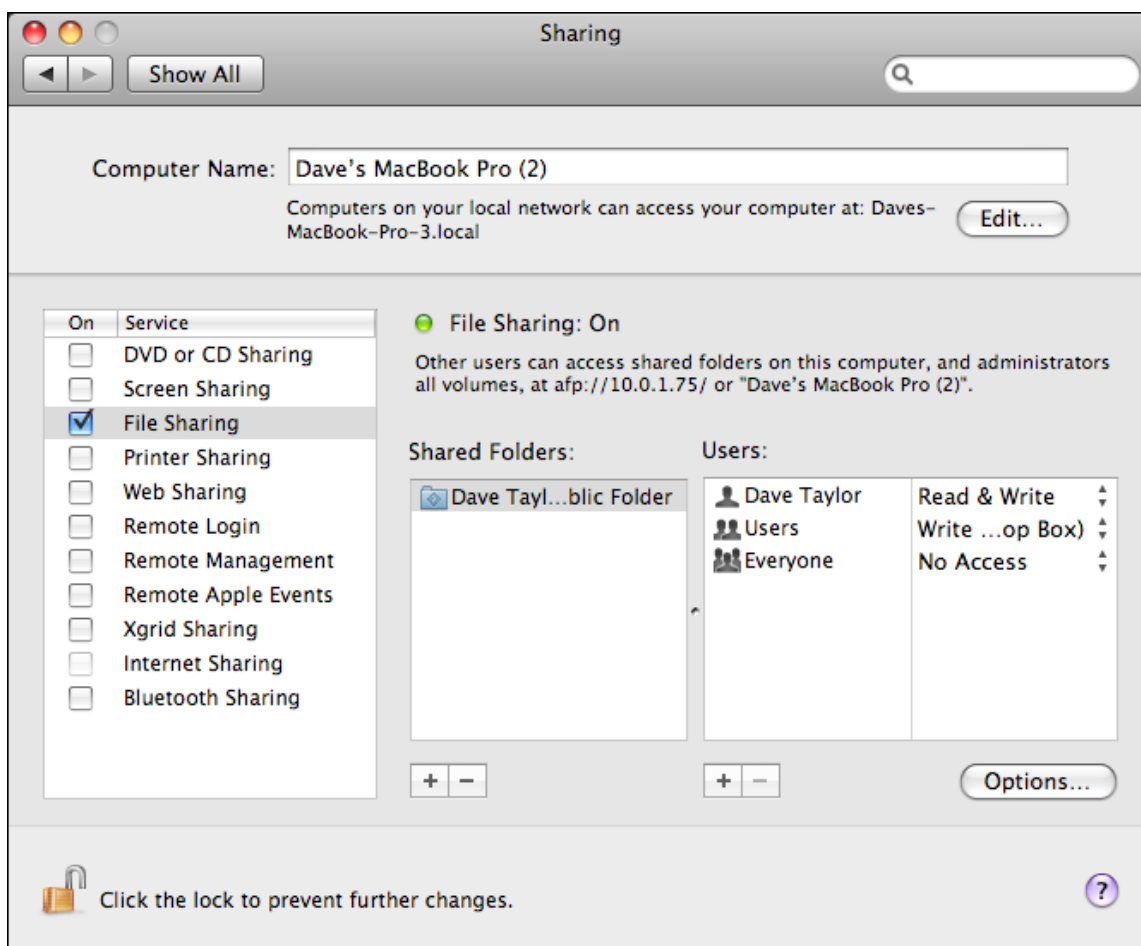 Sharing
Show All
Computer Name: Dave's MacBook Pro (2)
Computers on your local network can access your computer at: Daves-
MacBook-Pro-3.local
Edit...
On Service
DVD or CD Sharing
Screen Sharing
File Sharing
Printer Sharing
Web Sharing
Remote Login
Remote Management
Remote Apple Events
Xgrid Sharing
Internet Sharing
Bluetooth Sharing
File Sharing: On
Other users can access shared folders on this computer, and administrators
all volumes, at afp://10.0.1.75/ or "Dave's MacBook Pro (2)".
Shared Folders:
Dave Tayl...blic Folder
Users:
Dave Taylor Read & Write
Users Write ...op Box)
Everyone No Access
+ −
+ −
Options...
Click the lock to prevent further changes.
?